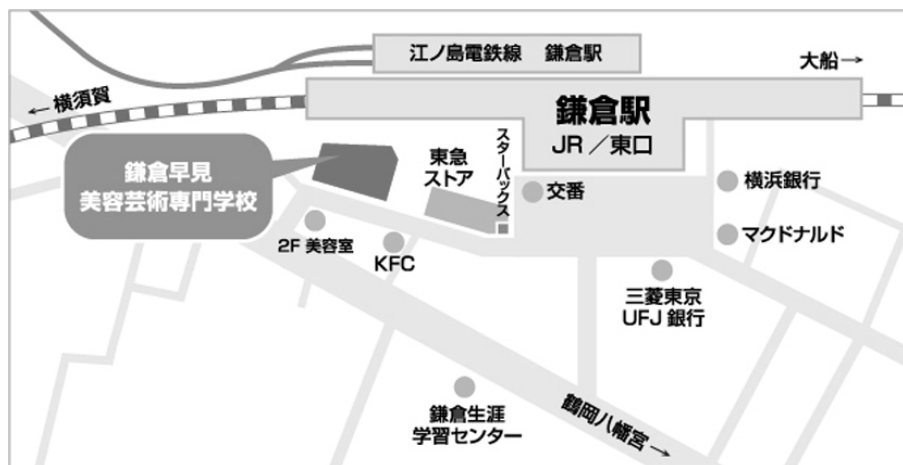 江ノ島電鉄線 鎌倉駅
大船→
←横須賀
鎌倉駅
JR／東口
鎌倉早見
美容芸術専門学校
東急
ストア
スターバックス
交番
横浜銀行
マクドナルド
2F 美容室
KFC
三菱東京
UFJ銀行
鎌倉生涯
学習センター
鶴岡八幡宮→